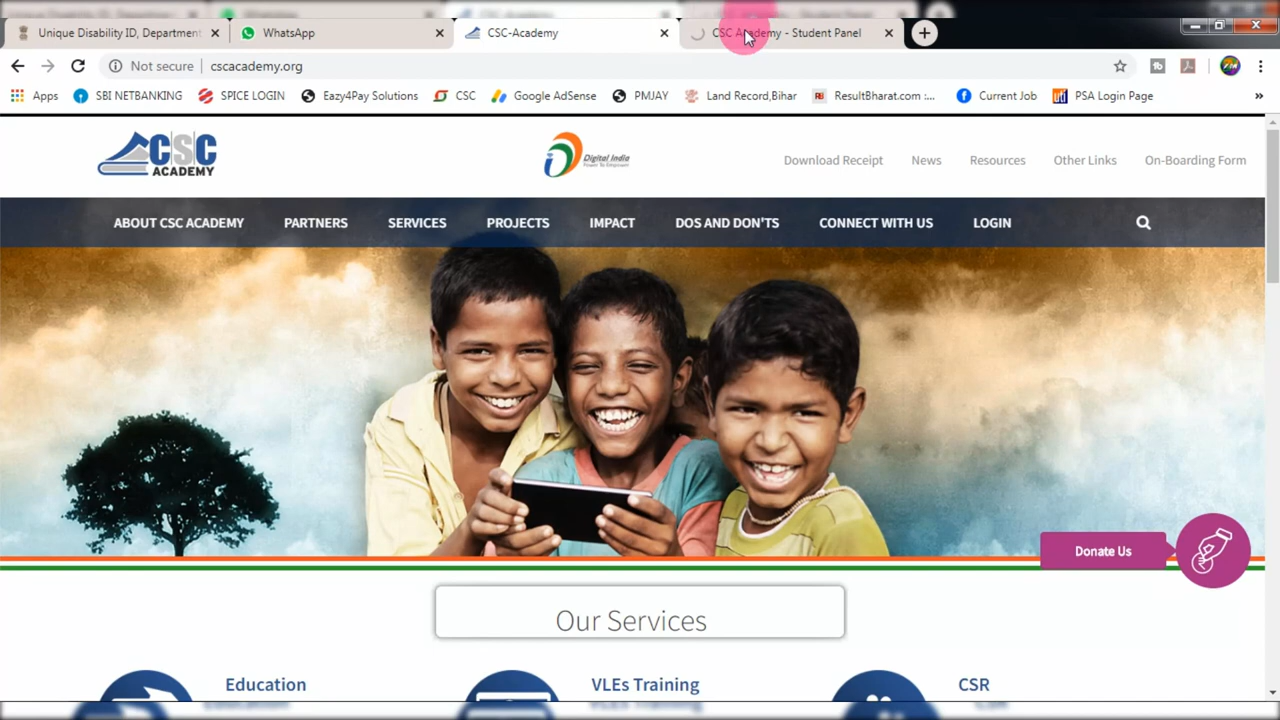 Unique Disability ID, Department
WhatsApp
CSC-Academy
CSC Academy - Student Panel
Not secure
cscacademy.org
Apps
SBI NETBANKING
SPICE LOGIN
Eazy4Pay Solutions
CSC
Google AdSense
PMJAY
Land Record,Bihar
ResultBharat.com :...
Current Job
PSA Login Page
CSC
ACADEMY
Digital India
Power To Empower
Download Receipt
News
Resources
Other Links
On-Boarding Form
ABOUT CSC ACADEMY
PARTNERS
SERVICES
PROJECTS
IMPACT
DOS AND DON'TS
CONNECT WITH US
LOGIN
Donate Us
Our Services
Education
VLEs Training
CSR